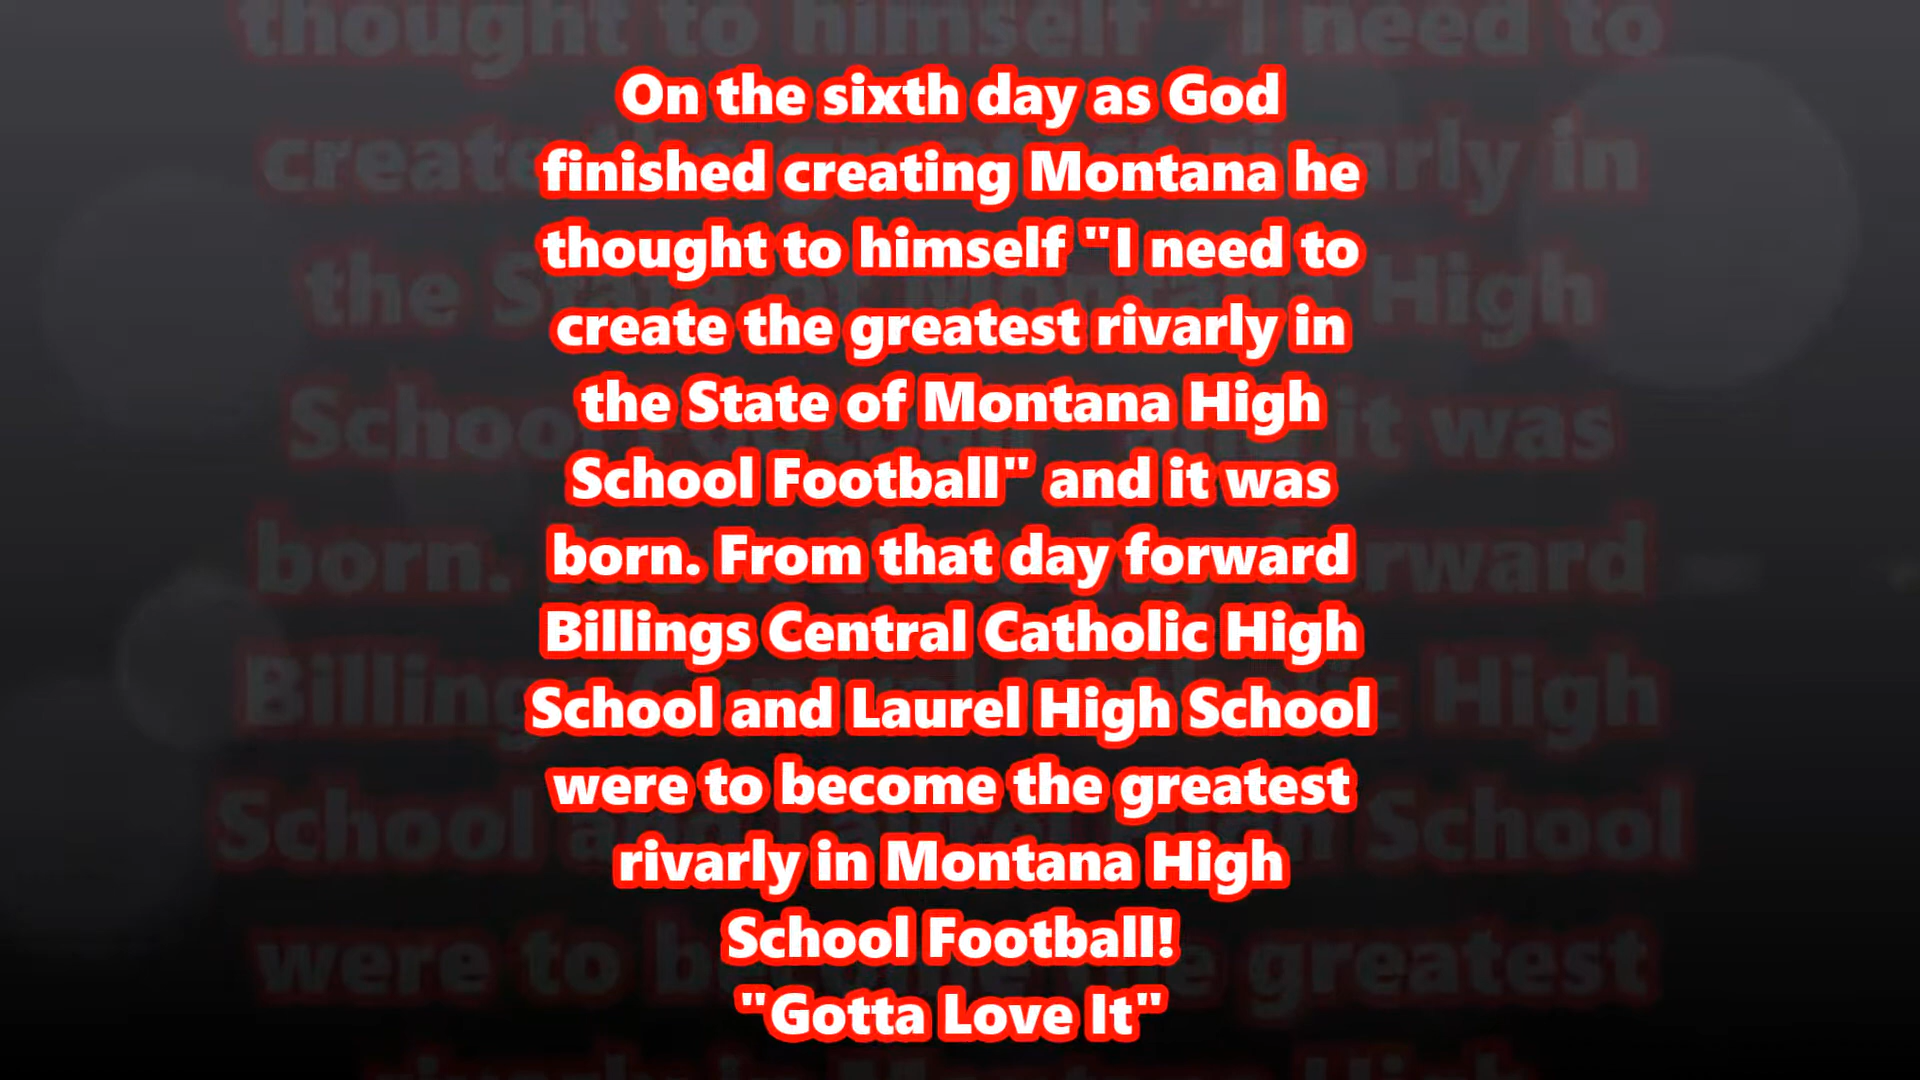 On the sixth day as God
finished creating Montana he
thought to himself "I need to
create the greatest rivarly in
the State of Montana High
School Football" and it was
born. From that day forward
Billings Central Catholic High
School and Laurel High School
were to become the greatest
rivarly in Montana High
School Football!
"Gotta Love It"